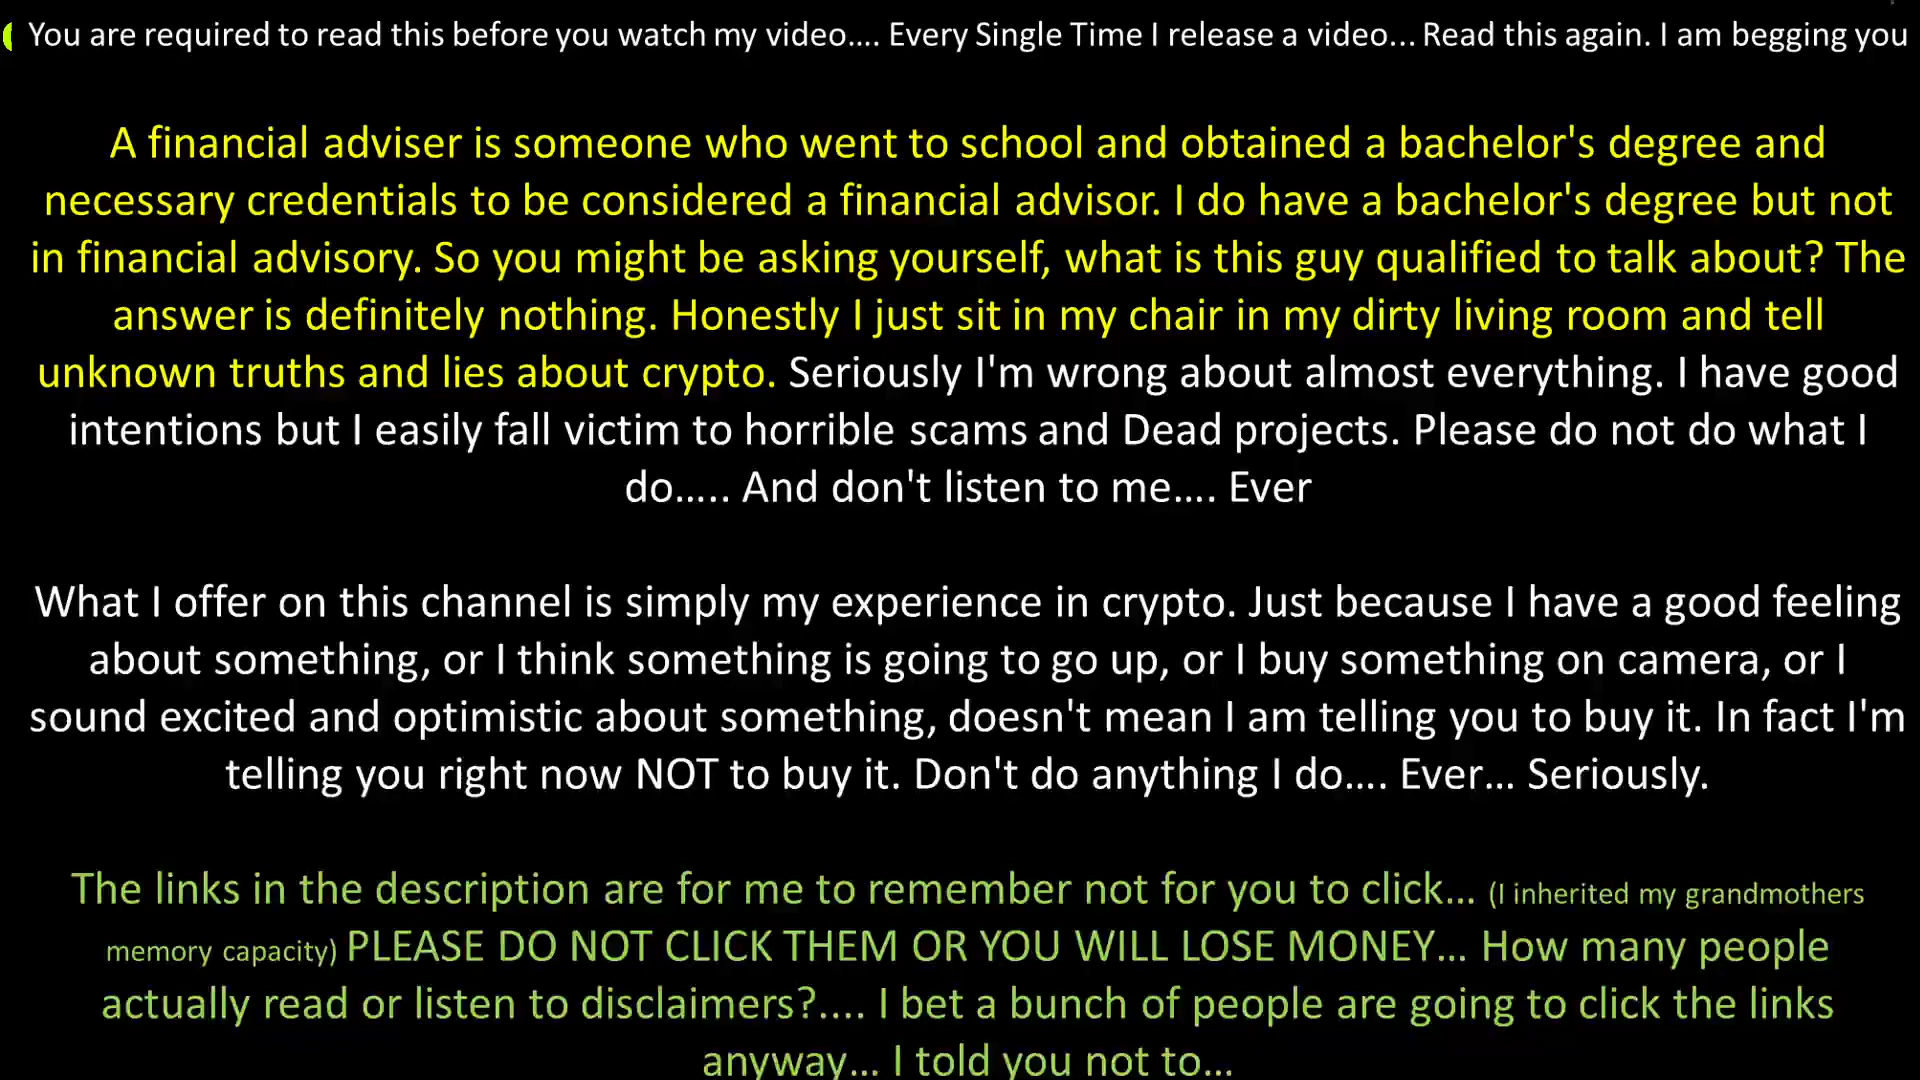 You are required to read this before you watch my video.... Every Single Time I release a video... Read this again. I am begging you
A financial adviser is someone who went to school and obtained a bachelor's degree and
necessary credentials to be considered a financial advisor. I do have a bachelor's degree but not
in financial advisory. So you might be asking yourself, what is this guy qualified to talk about? The
answer is definitely nothing. Honestly I just sit in my chair in my dirty living room and tell
unknown truths and lies about crypto. Seriously I'm wrong about almost everything. I have good
intentions but I easily fall victim to horrible scams and Dead projects. Please do not do what I
do..... And don't listen to me.... Ever
What I offer on this channel is simply my experience in crypto. Just because I have a good feeling
about something, or I think something is going to go up, or I buy something on camera, or I
sound excited and optimistic about something, doesn't mean I am telling you to buy it. In fact I'm
telling you right now NOT to buy it. Don't do anything I do.... Ever... Seriously.
The links in the description are for me to remember not for you to click... (I inherited my grandmothers
memory capacity) PLEASE DO NOT CLICK THEM OR YOU WILL LOSE MONEY... How many people
actually read or listen to disclaimers?.... I bet a bunch of people are going to click the links
anyway... I told you not to...